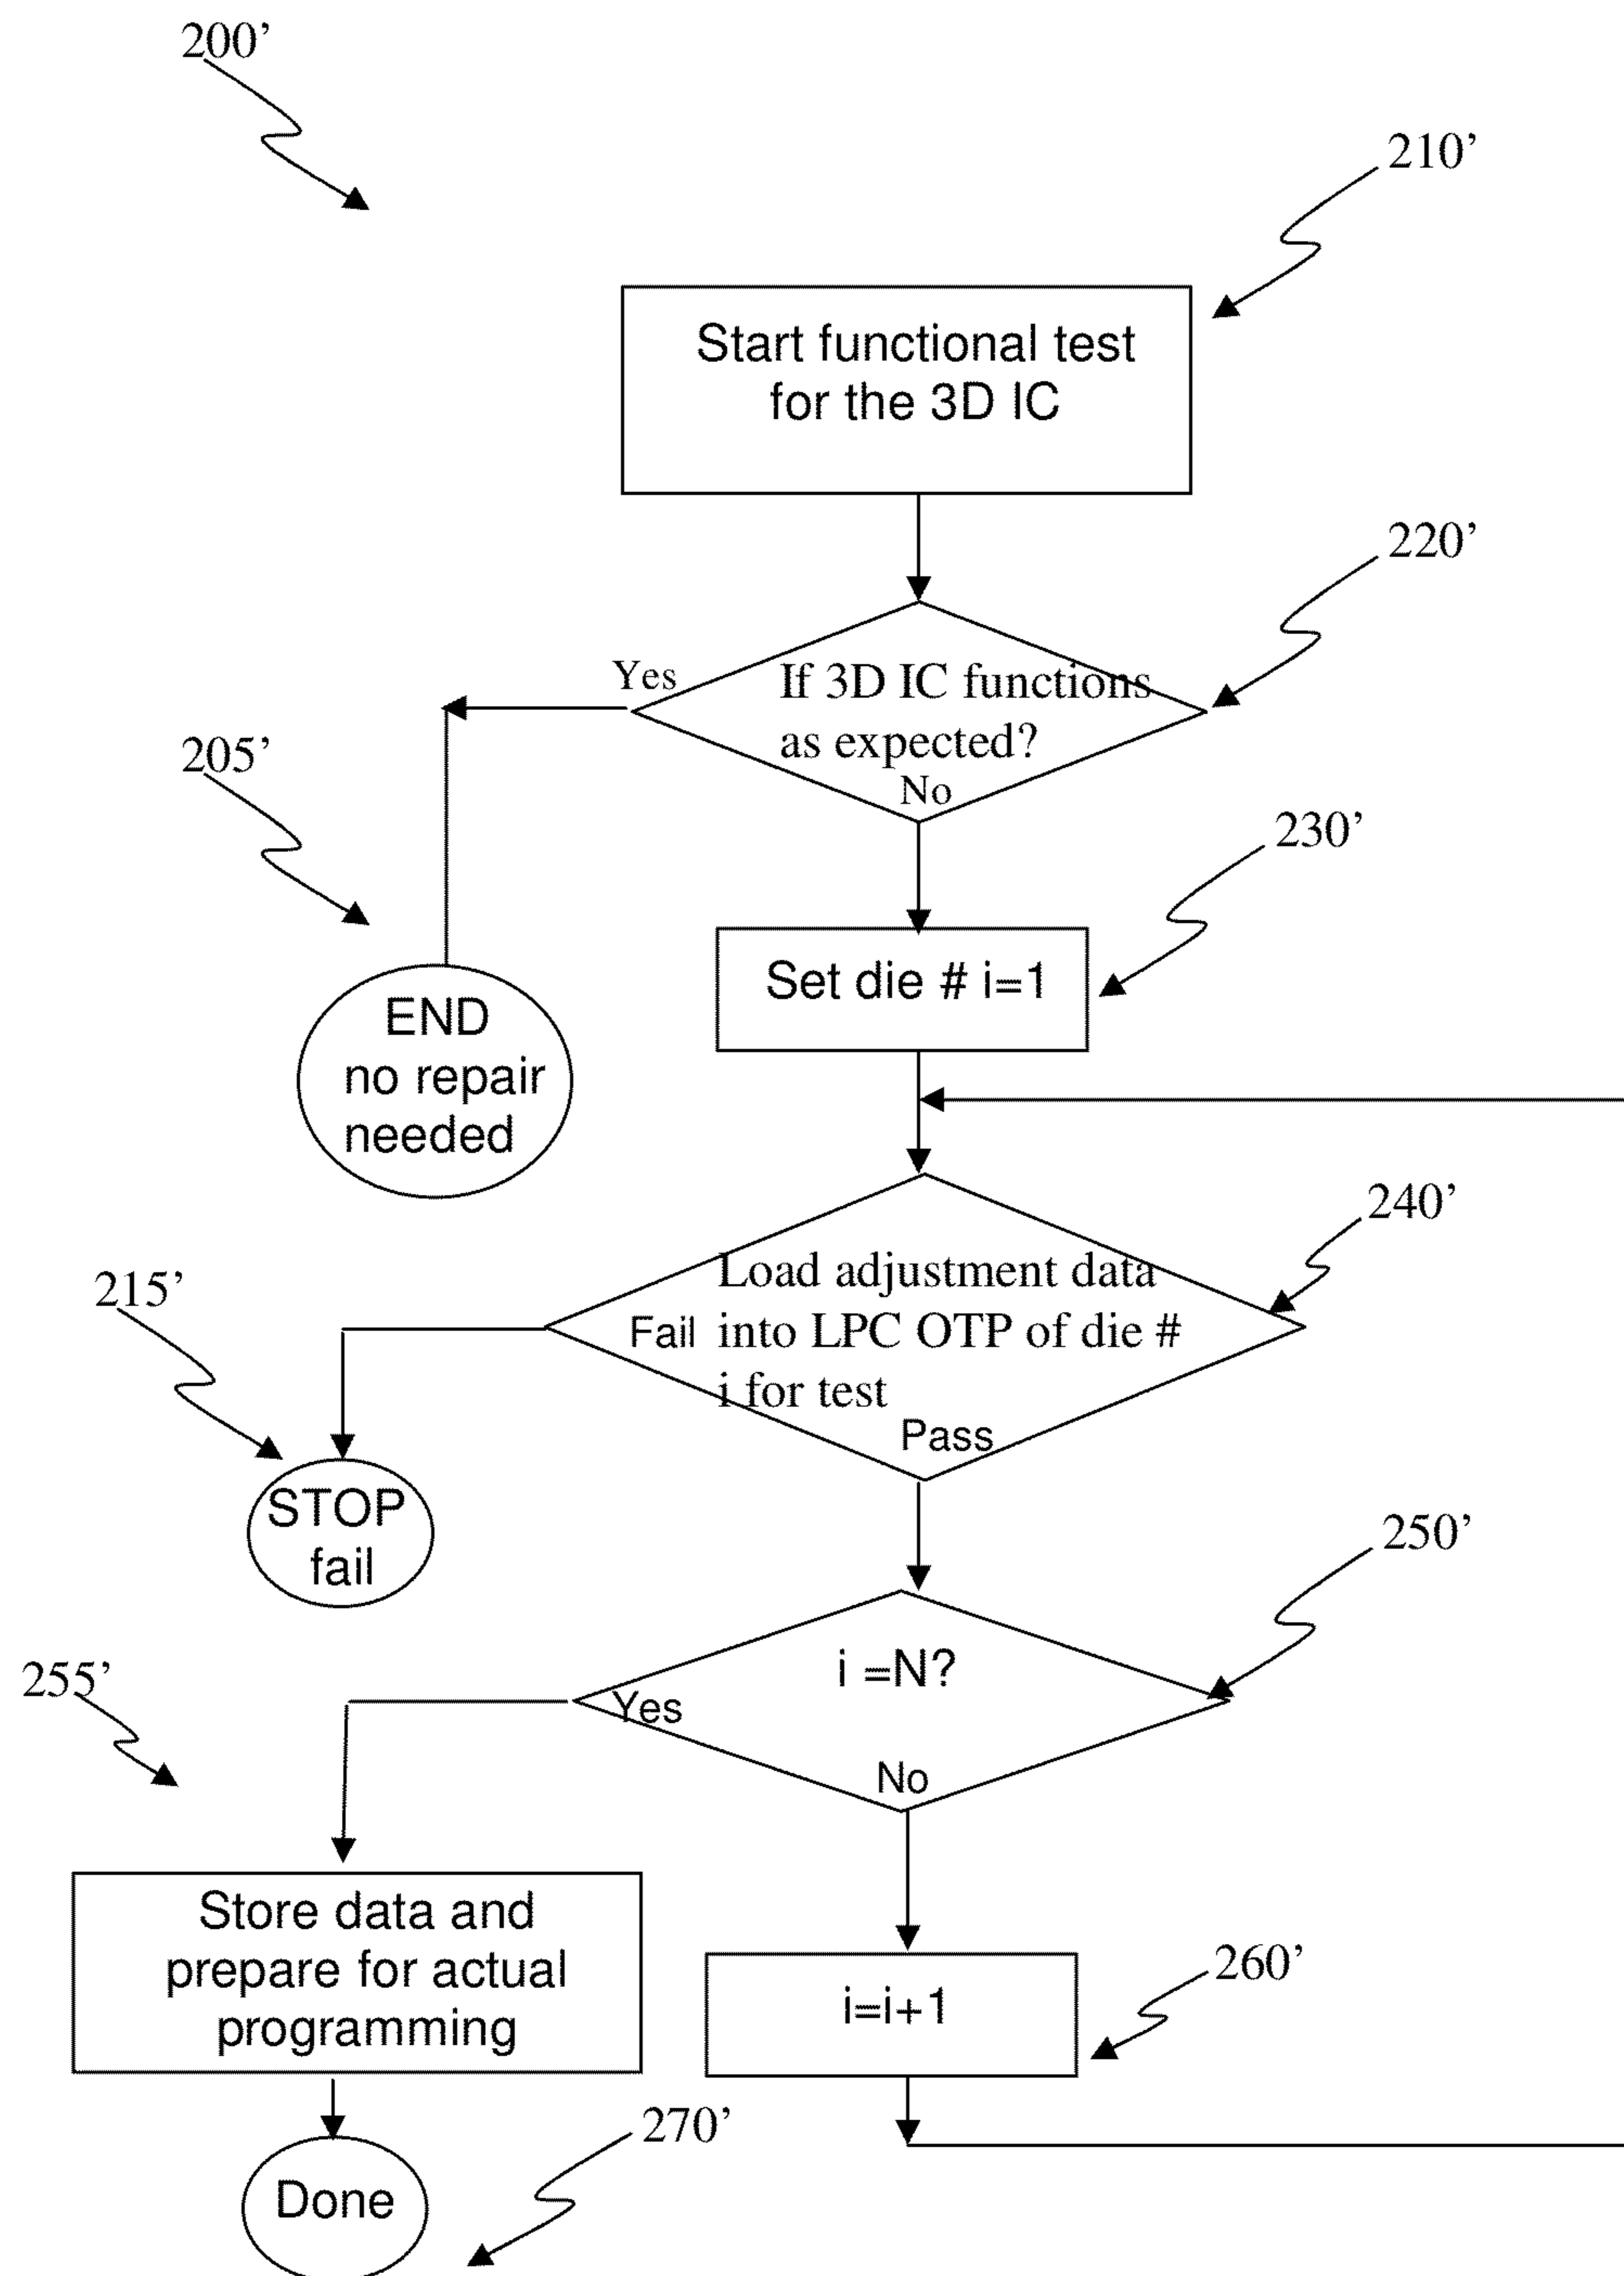 200’
210’
Start functional test
for the 3D IC
220’
Yes
If 3D IC functions
as expected?
No
205’
230’
Set die # i=1
END
no repair
needed
240’
215’
Load adjustment data
Fail into LPC OTP of die #
i for test
Pass
STOP
fail
250’
255’
i =N?
Yes
No
Store data and
prepare for actual
programming
260’
i=i+1
270’
Done